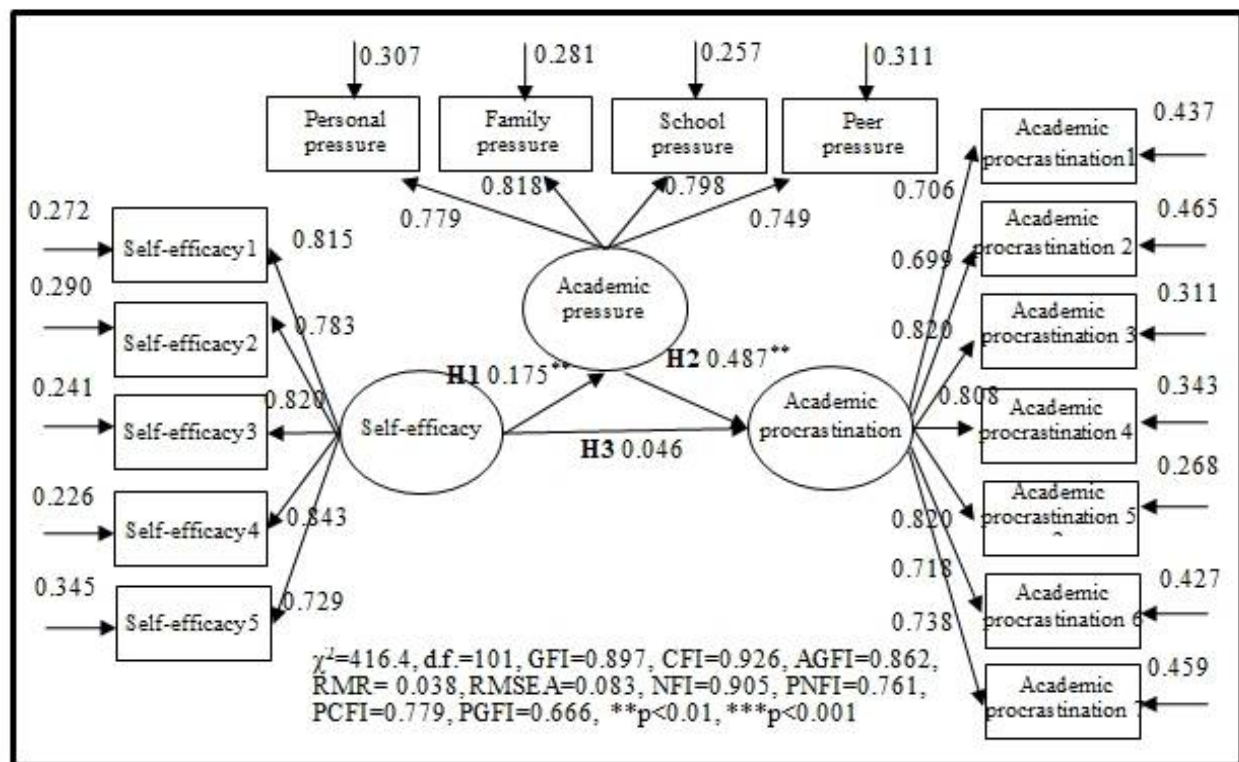 0.307
0.281
0.257
0.311
Personal
pressure
Family
pressure
School
pressure
Peer
pressure
0.779
0.818
0.798
0.749
0.272
Self-efficacy1
0.815
0.290
Self-efficacy2
0.783
0.241
Self-efficacy3
0.820
0.226
Self-efficacy4
0.843
0.345
Self-efficacy5
0.729
Academic
pressure
H1 0.175**
H2 0.487**
Self-efficacy
H3 0.046
Academic
procrastination
0.706
Academic
procrastination1
0.437
0.699
Academic
procrastination 2
0.465
0.820
Academic
procrastination 3
0.311
0.808
Academic
procrastination 4
0.343
0.820
Academic
procrastination 5
0.268
0.718
Academic
procrastination 6
0.427
0.738
Academic
procrastination 7
0.459
χ²=416.4, d.f.=101, GFI=0.897, CFI=0.926, AGFI=0.862,
RMR= 0.038, RMSEA=0.083, NFI=0.905, PNFI=0.761,
PCFI=0.779, PGFI=0.666, **p<0.01, ***p<0.001